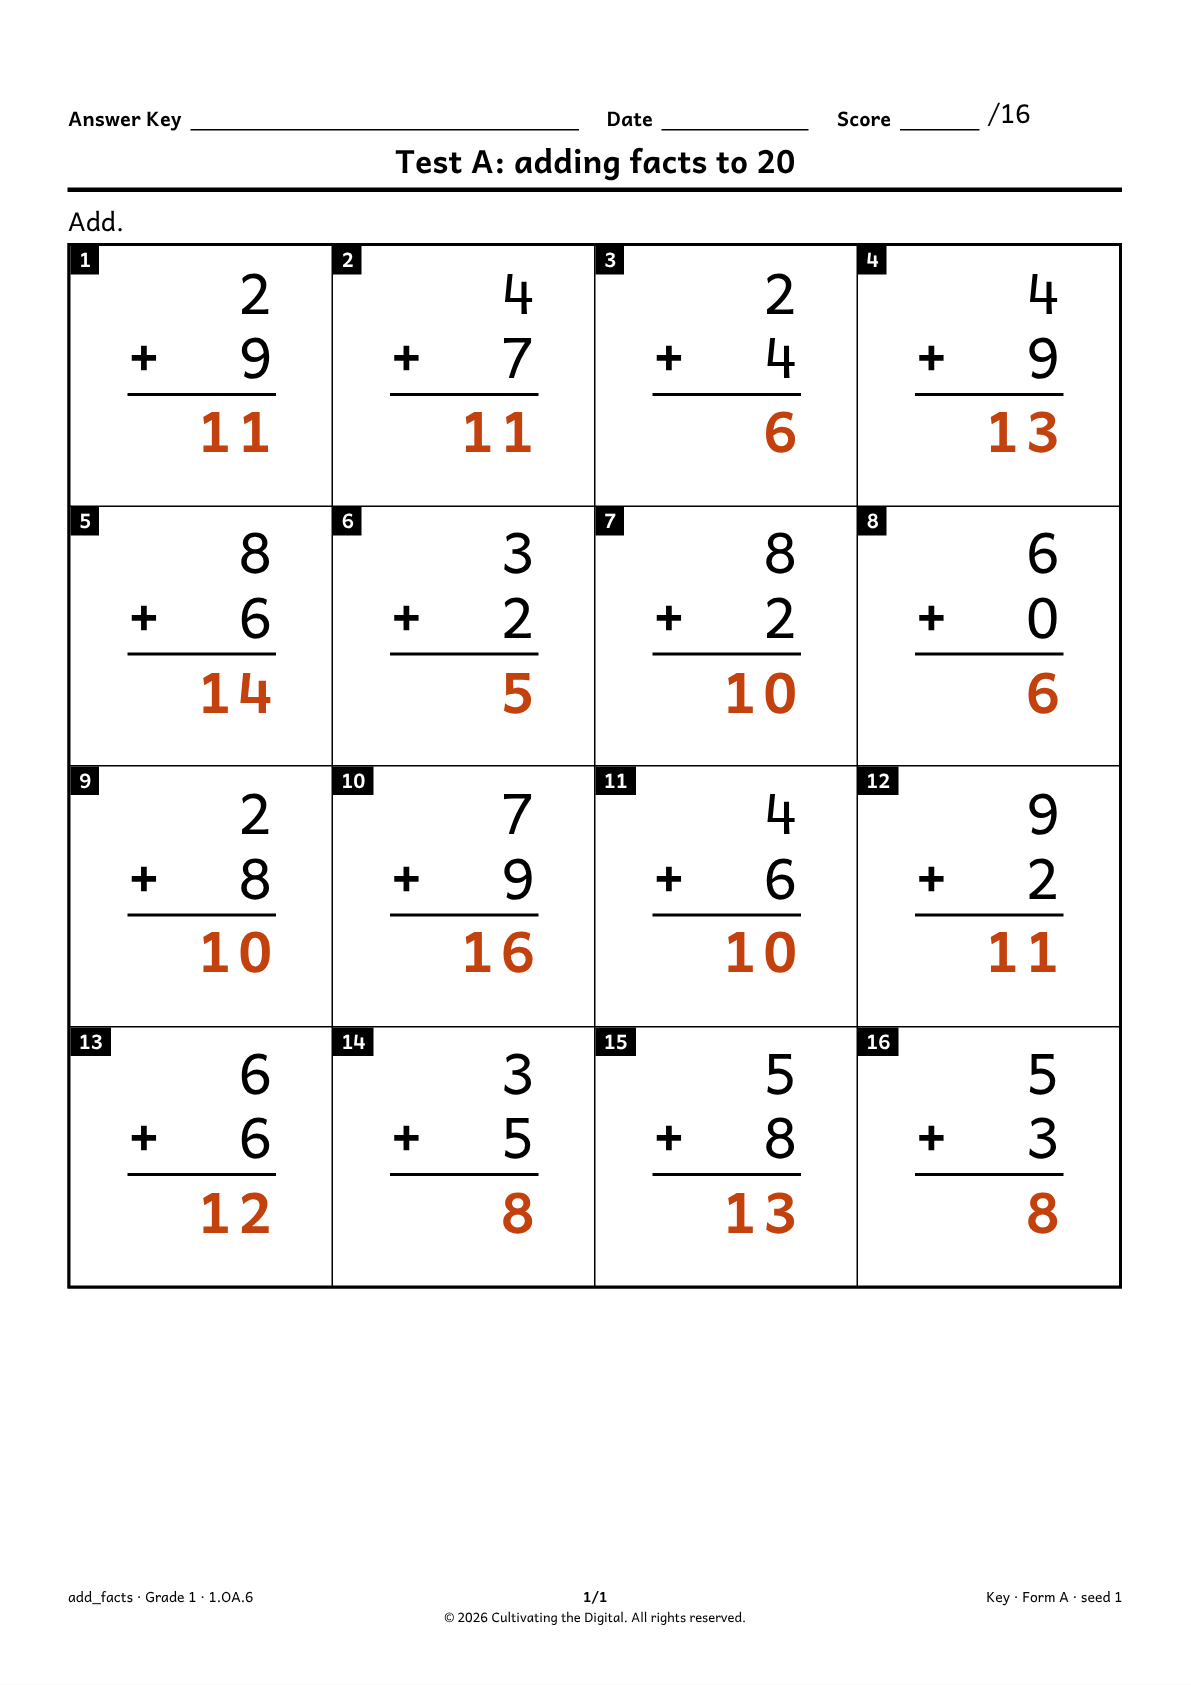 Answer Key Date Score /16
Test A: adding facts to 20
Add.
1 2 3 4
2 4 2 4
+ 9 + 7 + 4 + 9
11 11 6 13
5 6 7 8
8 3 8 6
+ 6 + 2 + 2 + 0
14 5 10 6
9 10 11 12
2 7 4 9
+ 8 + 9 + 6 + 2
10 16 10 11
13 14 15 16
6 3 5 5
+ 6 + 5 + 8 + 3
12 8 13 8
add_facts · Grade 1 · 1.OA.6 1/1 Key · Form A · seed 1
© 2026 Cultivating the Digital. All rights reserved.